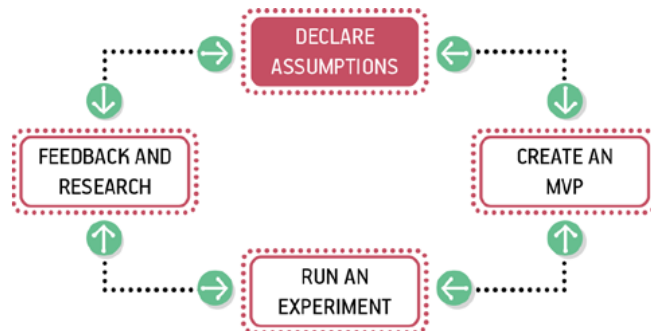 DECLARE
ASSUMPTIONS
FEEDBACK AND
RESEARCH
CREATE AN
MVP
RUN AN
EXPERIMENT